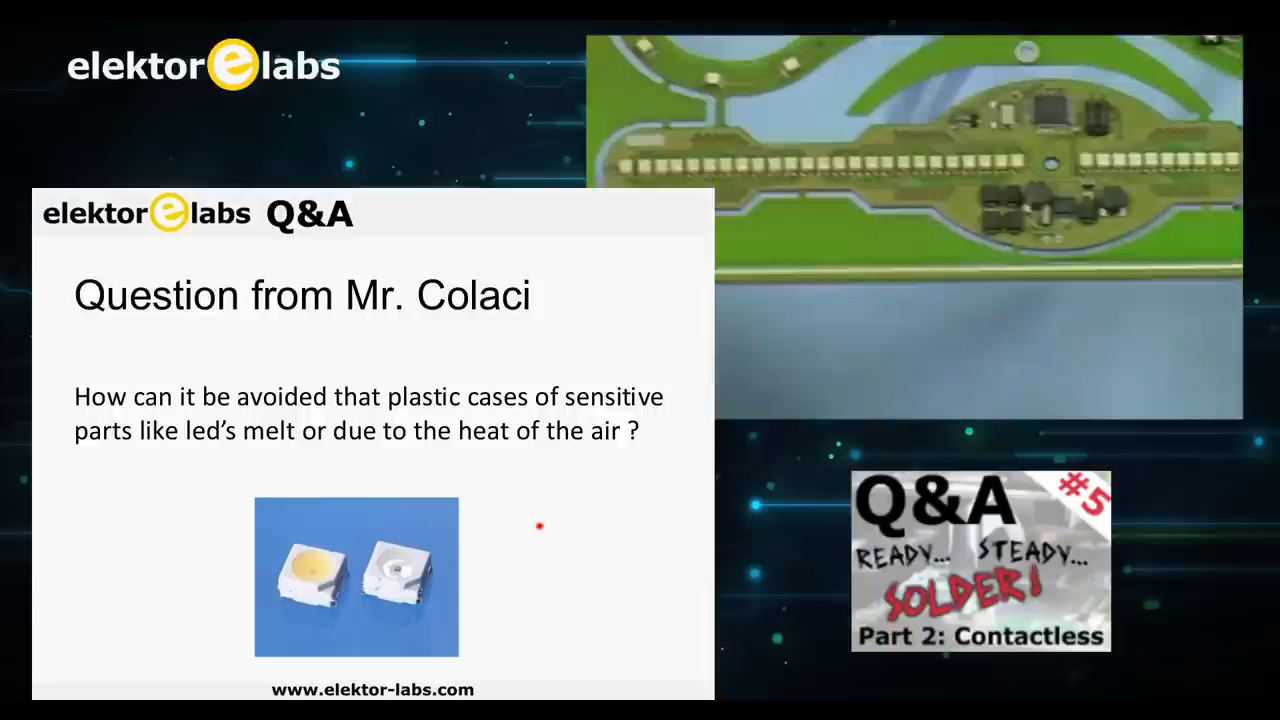 elektor e labs
elektor e labs Q&A
Question from Mr. Colaci
How can it be avoided that plastic cases of sensitive
parts like led's melt or due to the heat of the air ?
www.elektor-labs.com
Q&A #5
READY... STEADY...
SOLDER!
Part 2: Contactless